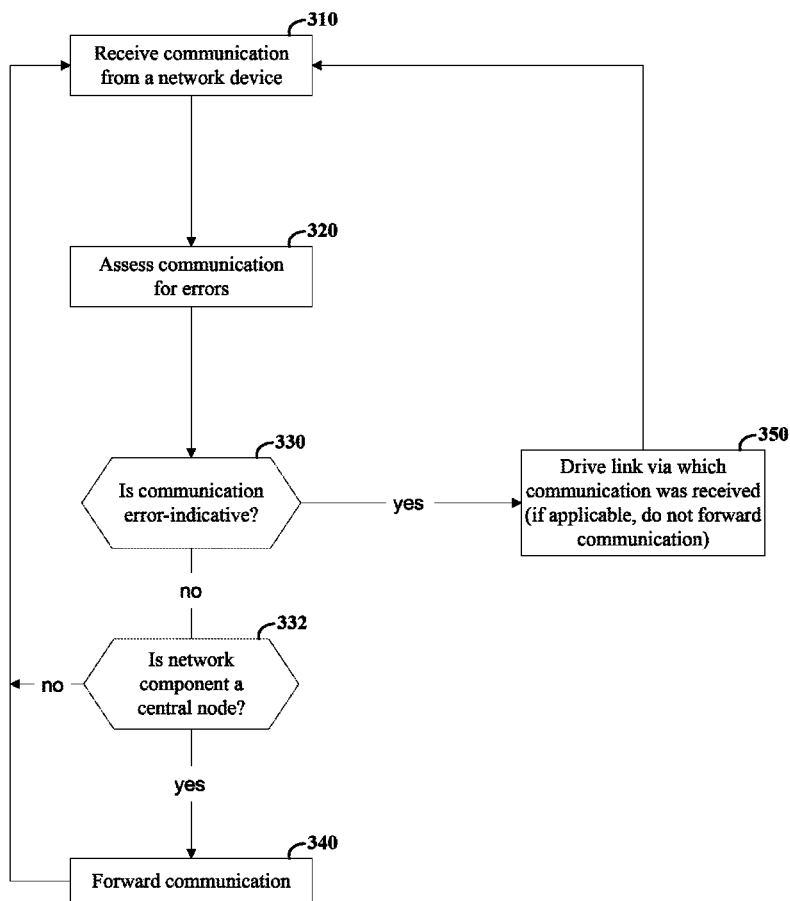 310
Receive communication
from a network device
320
Assess communication
for errors
330
Is communication
error-indicative?
yes
350
Drive link via which
communication was received
(if applicable, do not forward
communication)
no
332
Is network
component a
central node?
no
yes
340
Forward communication